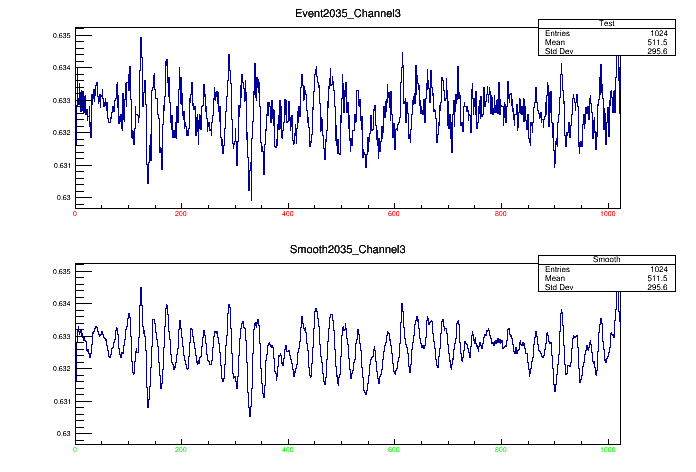 Event2035_Channel3
Test
Entries 1024
Mean 511.5
Std Dev 295.6
0.635
0.634
0.633
0.632
0.631
0.63
0 200 400 600 800 1000
Smooth2035_Channel3
Smooth
Entries 1024
Mean 511.5
Std Dev 295.6
0.635
0.634
0.633
0.632
0.631
0.63
0 200 400 600 800 1000